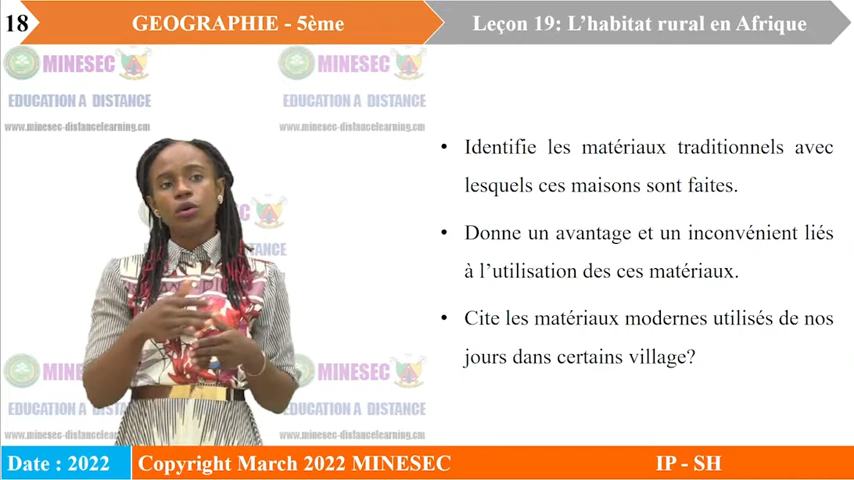 18
GEOGRAPHIE - 5ème
Leçon 19: L'habitat rural en Afrique
MINESEC
EDUCATION A DISTANCE
www.minesec-distancelearning.cm
MINESEC
EDUCATION A DISTANCE
www.minesec-distancelearning.cm
• Identifie les matériaux traditionnels avec
lesquels ces maisons sont faites.
• Donne un avantage et un inconvénient liés
à l'utilisation des ces matériaux.
• Cite les matériaux modernes utilisés de nos
jours dans certains village?
MINESEC
EDUCATION A DISTANCE
www.minesec-distancelearning.cm
Date : 2022
Copyright March 2022 MINESEC
IP - SH